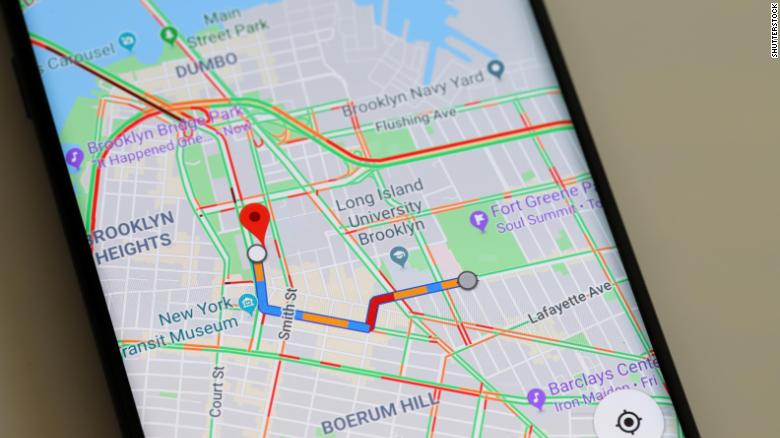 Main
Street Park
s Carousel
DUMBO
Brooklyn Navy Yard
Flushing Ave
Brooklyn Bridge Park
"It Happened One... Now
Long Island
University
Brooklyn
Fort Greene P
Soul Summit • To
BROOKLYN
HEIGHTS
New York
ransit Museum
Smith St
Lafayette Ave
Court St
Barclays Cente
Iron Maiden • Fri
BOERUM HILL
SHUTTERSTOCK